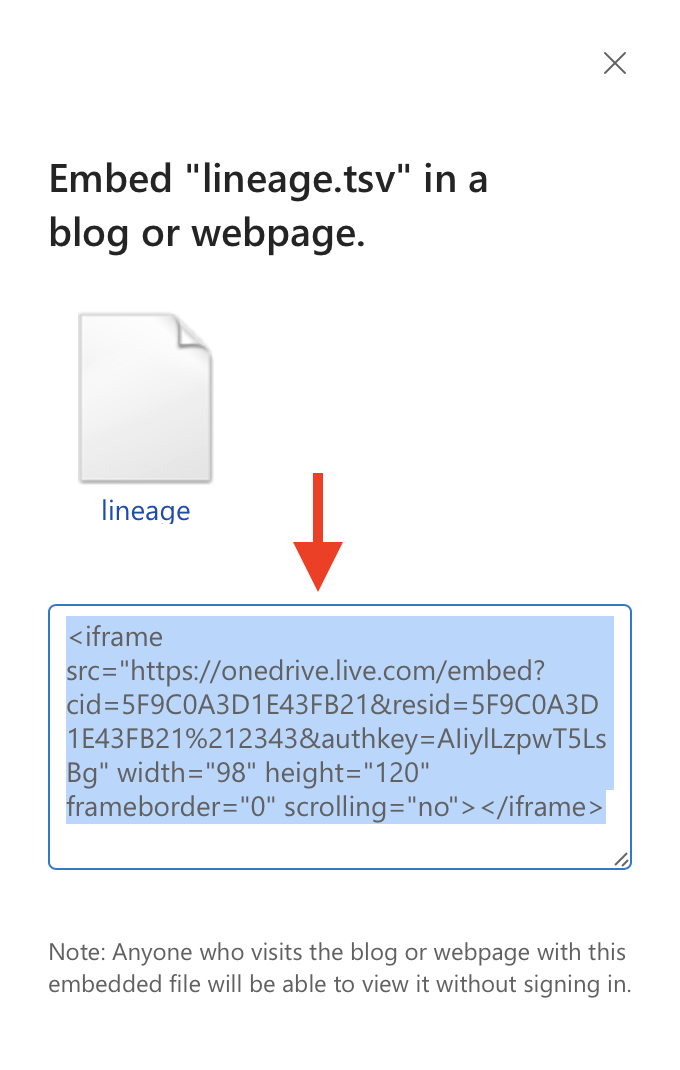 Embed "lineage.tsv" in a
blog or webpage.
lineage
<iframe
src="https://onedrive.live.com/embed?
cid=5F9C0A3D1E43FB21&resid=5F9C0A3D
1E43FB21%212343&authkey=AIiylLzpwT5Ls
Bg" width="98" height="120"
frameborder="0" scrolling="no"></iframe>
Note: Anyone who visits the blog or webpage with this
embedded file will be able to view it without signing in.